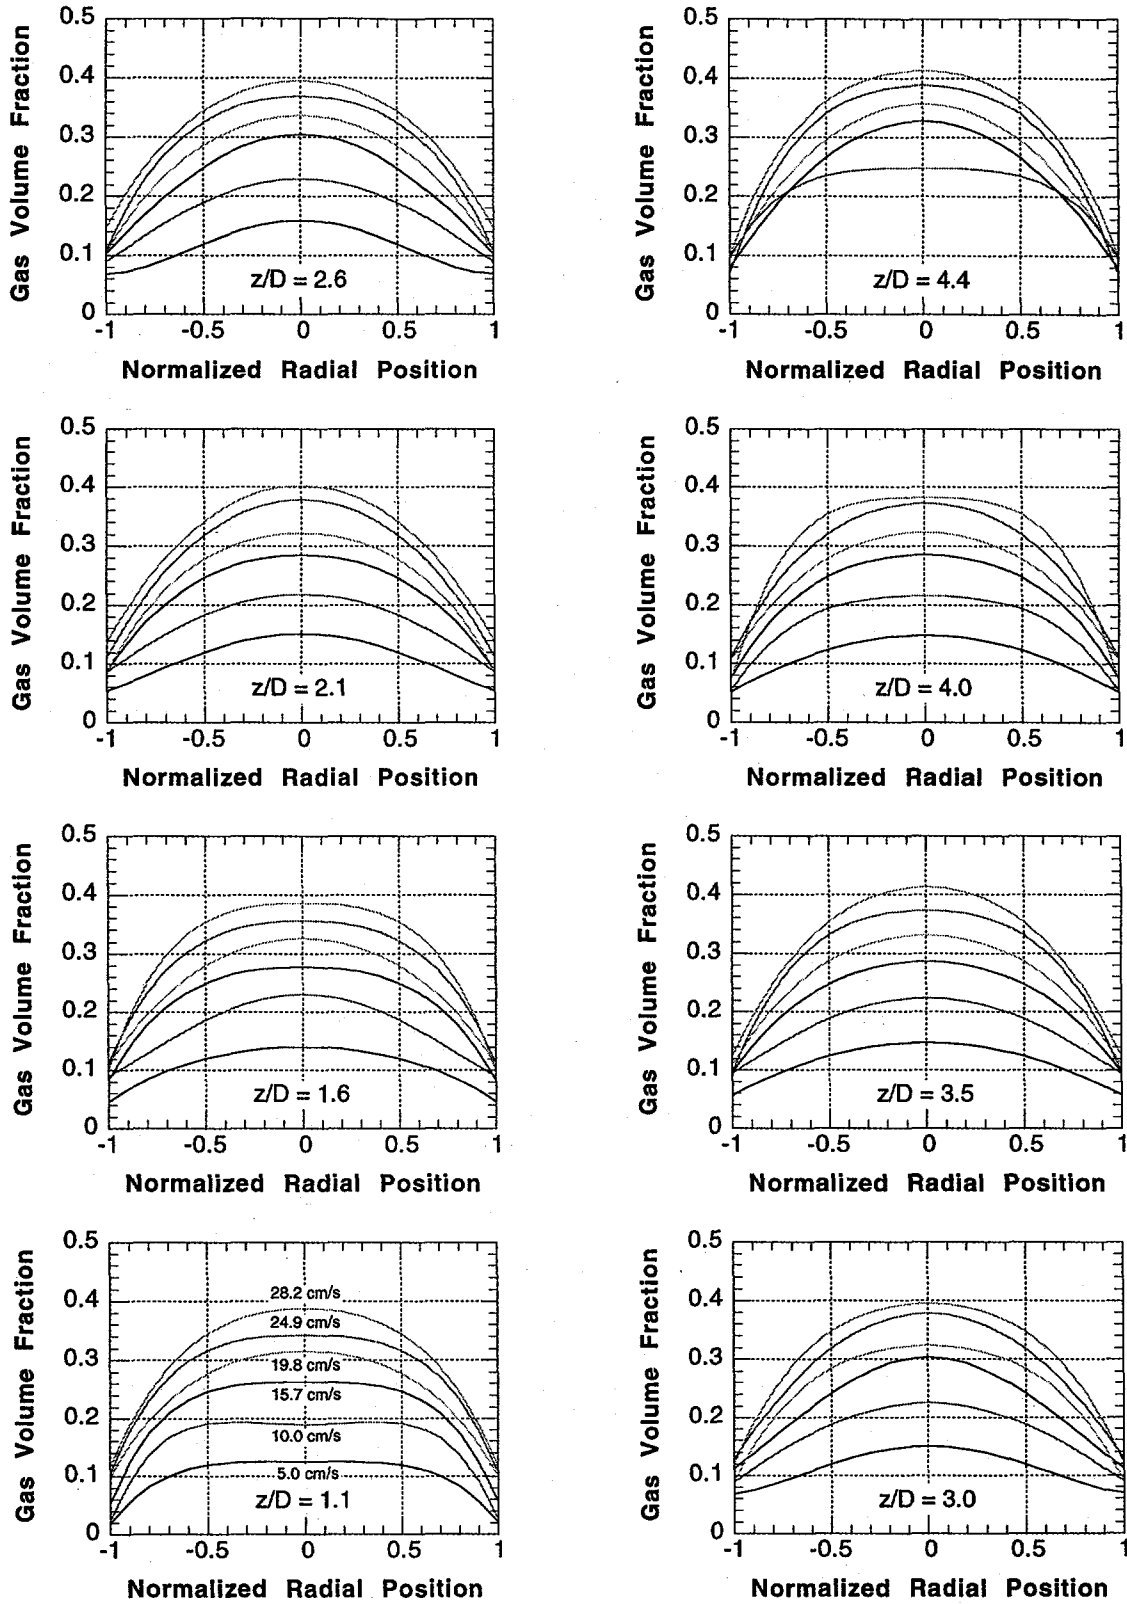 0.5
0.4
0.3
0.2
0.1
0
Gas Volume Fraction
z/D = 2.6
-1
-0.5
0
0.5
1
Normalized Radial Position
0.5
0.4
0.3
0.2
0.1
0
Gas Volume Fraction
z/D = 4.4
-1
-0.5
0
0.5
1
Normalized Radial Position
0.5
0.4
0.3
0.2
0.1
0
Gas Volume Fraction
z/D = 2.1
-1
-0.5
0
0.5
1
Normalized Radial Position
0.5
0.4
0.3
0.2
0.1
0
Gas Volume Fraction
z/D = 4.0
-1
-0.5
0
0.5
1
Normalized Radial Position
0.5
0.4
0.3
0.2
0.1
0
Gas Volume Fraction
z/D = 1.6
-1
-0.5
0
0.5
1
Normalized Radial Position
0.5
0.4
0.3
0.2
0.1
0
Gas Volume Fraction
z/D = 3.5
-1
-0.5
0
0.5
1
Normalized Radial Position
0.5
0.4
0.3
0.2
0.1
0
Gas Volume Fraction
28.2 cm/s
24.9 cm/s
19.8 cm/s
15.7 cm/s
10.0 cm/s
5.0 cm/s
z/D = 1.1
-1
-0.5
0
0.5
1
Normalized Radial Position
0.5
0.4
0.3
0.2
0.1
0
Gas Volume Fraction
z/D = 3.0
-1
-0.5
0
0.5
1
Normalized Radial Position